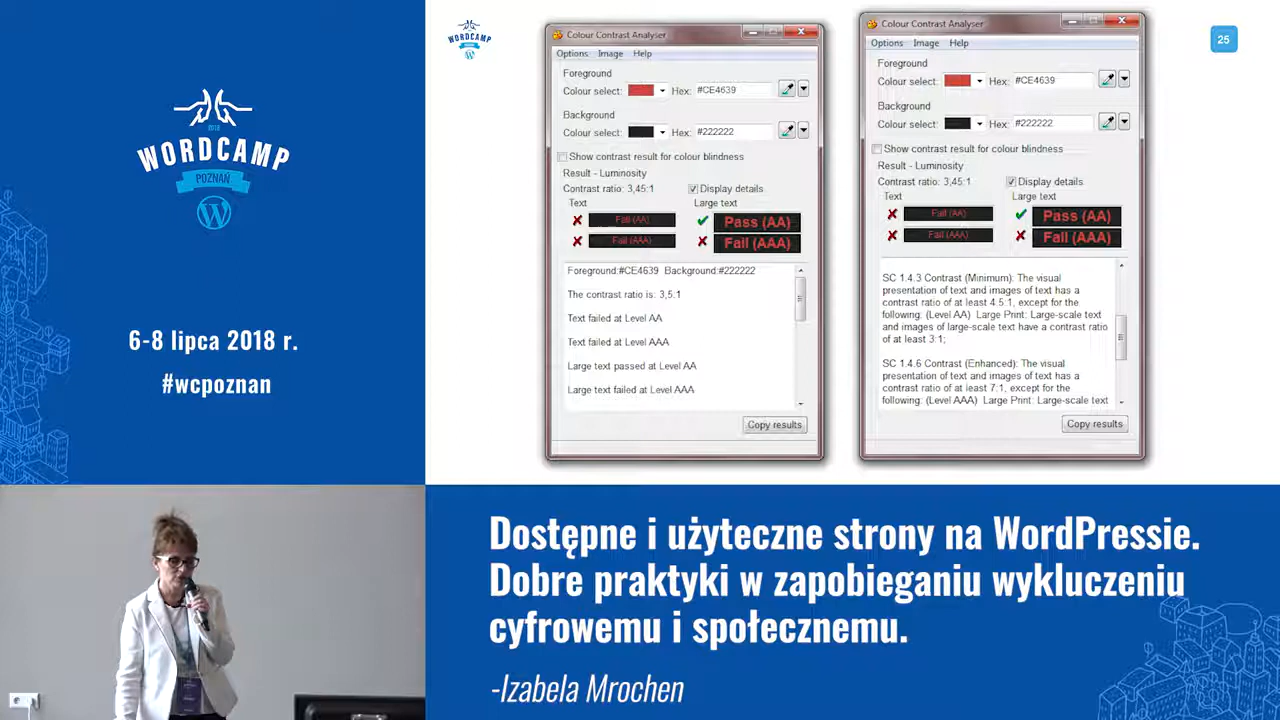 2018
WORDCAMP
POZNAŃ
6-8 lipca 2018 r.
#wcpoznan
WORDCAMP
25
Colour Contrast Analyser
Options Image Help
Foreground
Colour select: Hex: #CE4639
Background
Colour select: Hex: #222222
Show contrast result for colour blindness
Result - Luminosity
Contrast ratio: 3,45:1 Display details
Text Large text
Fail (AA) Pass (AA)
Fail (AAA) Fail (AAA)
Foreground:#CE4639 Background:#222222
The contrast ratio is: 3,5:1
Text failed at Level AA
Text failed at Level AAA
Large text passed at Level AA
Large text failed at Level AAA
Copy results
Colour Contrast Analyser
Options Image Help
Foreground
Colour select: Hex: #CE4639
Background
Colour select: Hex: #222222
Show contrast result for colour blindness
Result - Luminosity
Contrast ratio: 3,45:1 Display details
Text Large text
Fail (AA) Pass (AA)
Fail (AAA) Fail (AAA)
SC 1.4.3 Contrast (Minimum): The visual
presentation of text and images of text has a
contrast ratio of at least 4.5:1, except for the
following: (Level AA) Large Print: Large-scale text
and images of large-scale text have a contrast ratio
of at least 3:1;
SC 1.4.6 Contrast (Enhanced): The visual
presentation of text and images of text has a
contrast ratio of at least 7:1, except for the
following: (Level AAA) Large Print: Large-scale text
Copy results
Dostępne i użyteczne strony na WordPressie.
Dobre praktyki w zapobieganiu wykluczeniu
cyfrowemu i społecznemu.
-Izabela Mrochen